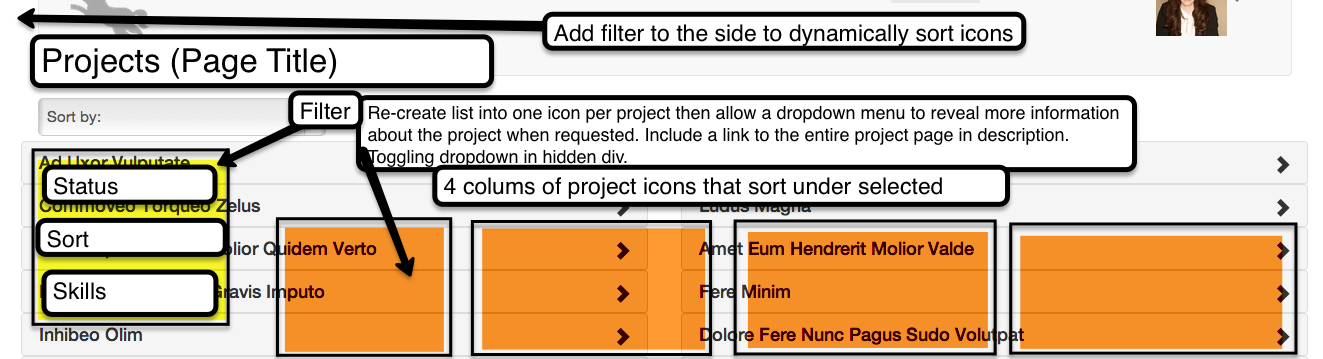 Add filter to the side to dynamically sort icons
Projects (Page Title)
Sort by:
Filter
Re-create list into one icon per project then allow a dropdown menu to reveal more information
about the project when requested. Include a link to the entire project page in description.
Toggling dropdown in hidden div.
Ad Uxor Vulputate
Status
4 colums of project icons that sort under selected
Commoveo Torqueo Zelus
Ludus Magna
Sort
Quidem Verto
Amet Eum Hendrerit Molior Valde
Skills
Gravis Imputo
Fere Minim
Inhibeo Olim
Dolore Fere Nunc Pagus Sudo Volutpat